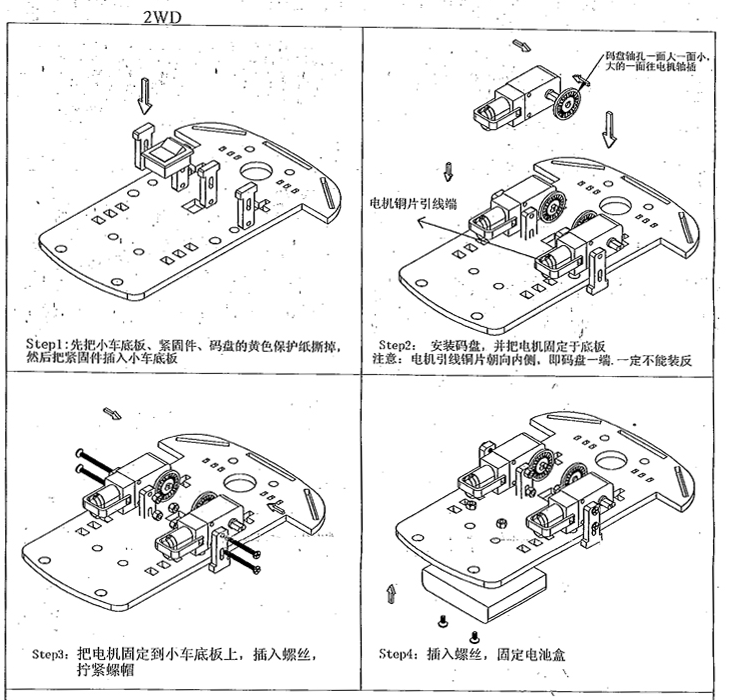 2WD
Step1:先把小车底板、紧固件、码盘的黄色保护纸撕掉,
然后把紧固件插入小车底板
码盘轴孔一面大一面小,
大的一面往电机轴插
电机铜片引线端
Step2: 安装码盘,并把电机固定于底板
注意:电机引线铜片朝向内侧,即码盘一端.一定不能装反
Step3:把电机固定到小车底板上,插入螺丝,
拧紧螺帽
Step4:插入螺丝,固定电池盒